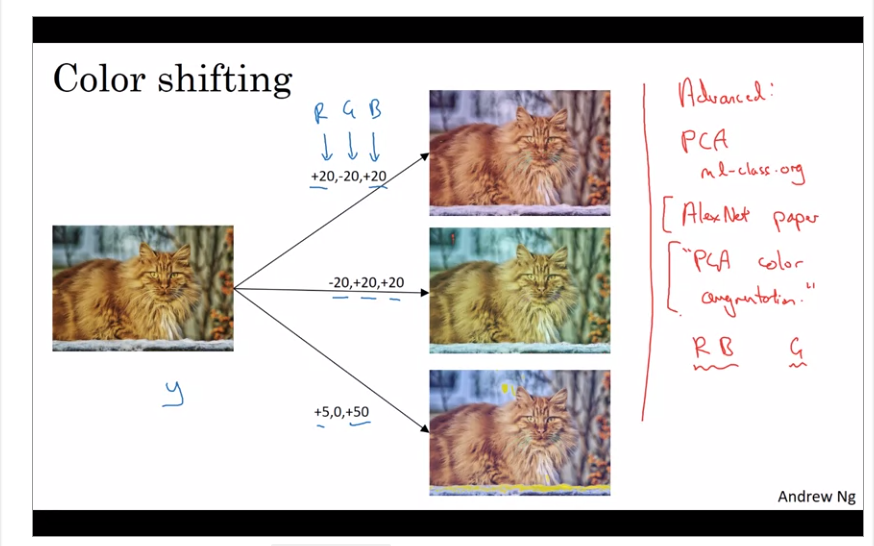 Color shifting
R G B
+20,-20,+20
-20,+20,+20
+5,0,+50
y
Advanced:
PCA
ml-class.org
[AlexNet paper
["PCA color
augmentation."
R B G
Andrew Ng